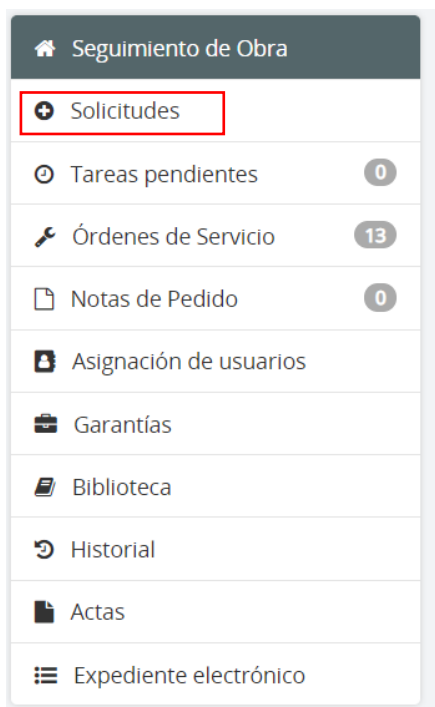 Seguimiento de Obra
Solicitudes
Tareas pendientes 0
Órdenes de Servicio 13
Notas de Pedido 0
Asignación de usuarios
Garantías
Biblioteca
Historial
Actas
Expediente electrónico